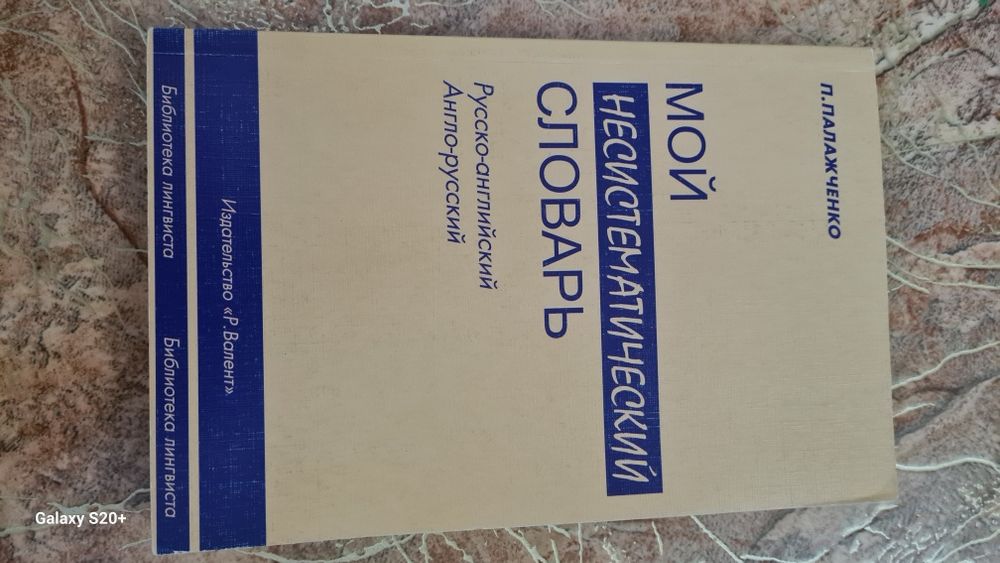 П.ПАЛАЖЧЕНКО
МОЙ
НЕСИСТЕМАТИЧЕСКИЙ
СЛОВАРЬ
Русско-английский
Англо-русский
Издательство «Р.Валент»
Библиотека лингвиста Библиотека лингвиста
Galaxy S20+